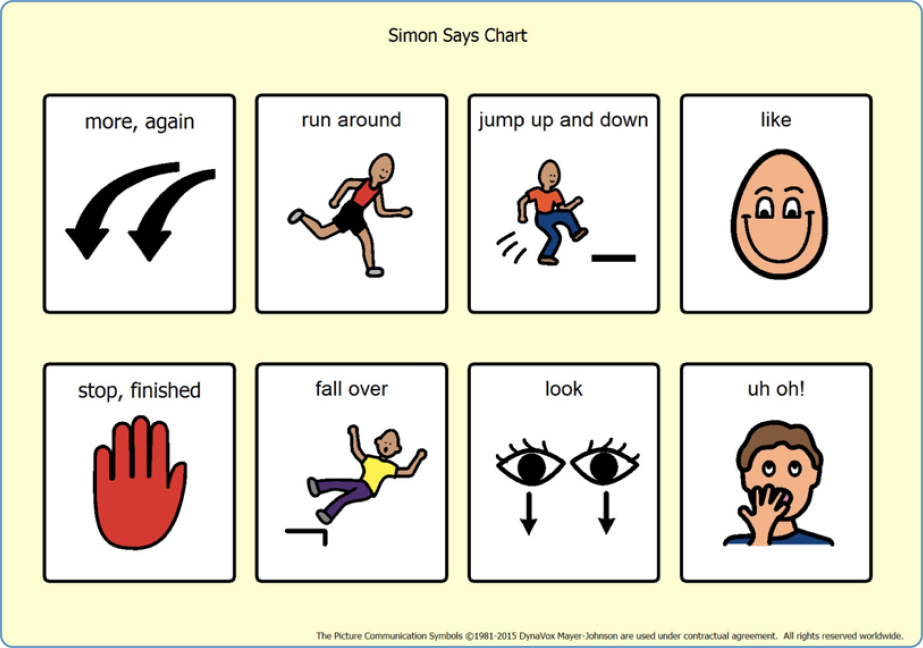 Simon Says Chart
more, again
run around
jump up and down
like
stop, finished
fall over
look
uh oh!
The Picture Communication Symbols ©1981-2015 DynaVox Mayer-Johnson are used under contractual agreement. All rights reserved worldwide.